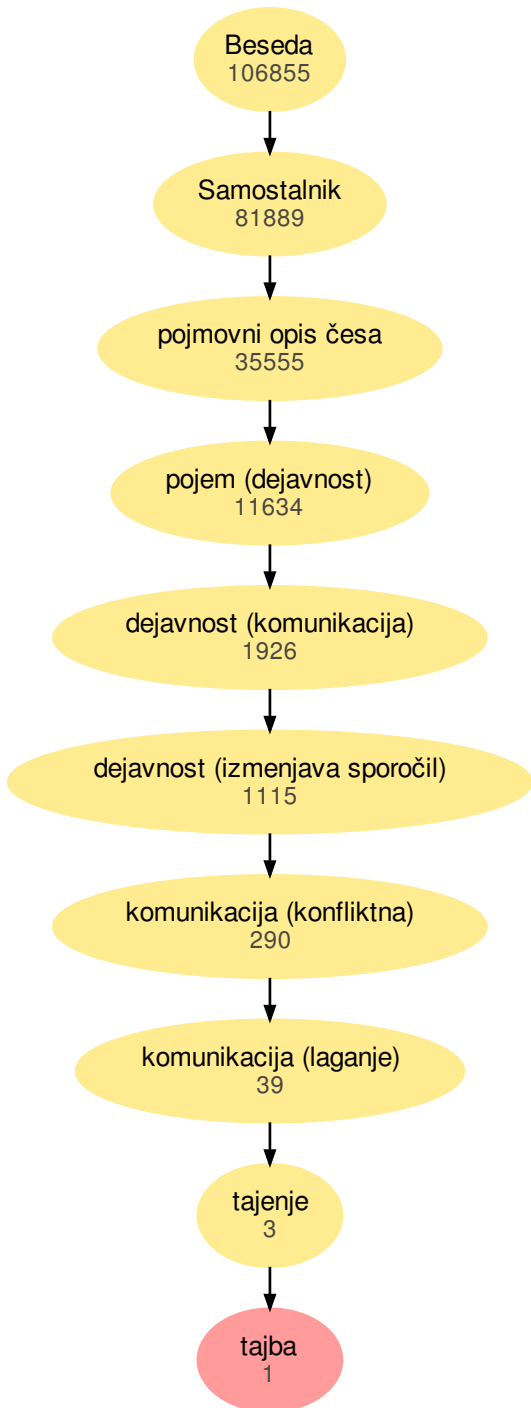 Beseda
106855
Samostalnik
81889
pojmovni opis česa
35555
pojem (dejavnost)
11634
dejavnost (komunikacija)
1926
dejavnost (izmenjava sporočil)
1115
komunikacija (konfliktna)
290
komunikacija (laganje)
39
tajenje
3
tajba
1